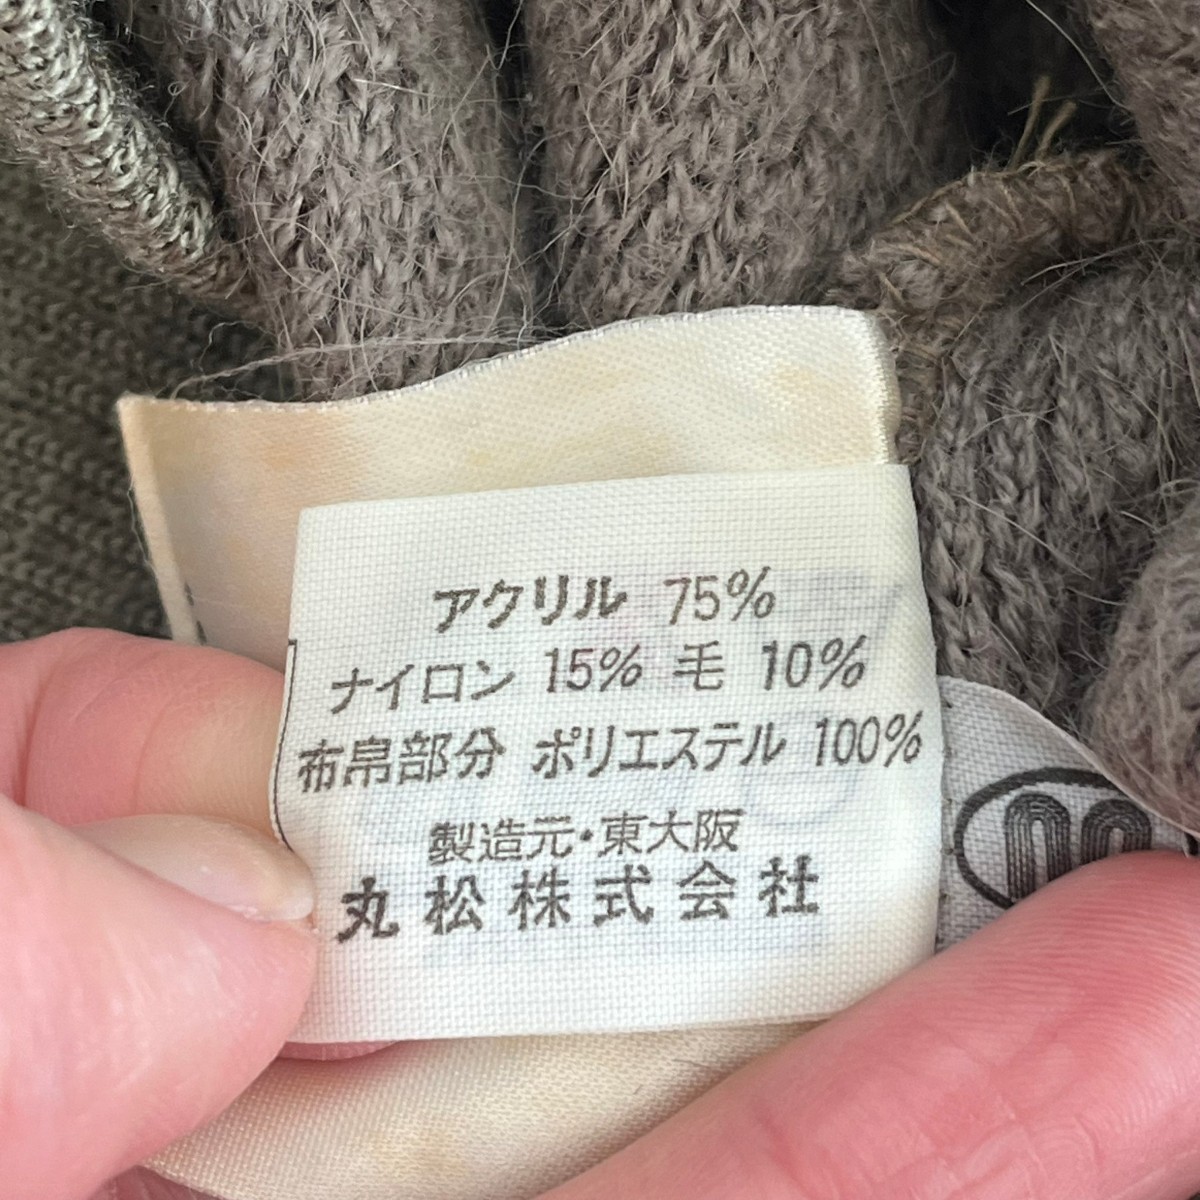 アクリル 75%
ナイロン 15% 毛 10%
布帛部分 ポリエステル 100%
製造元・東大阪
丸松株式会社